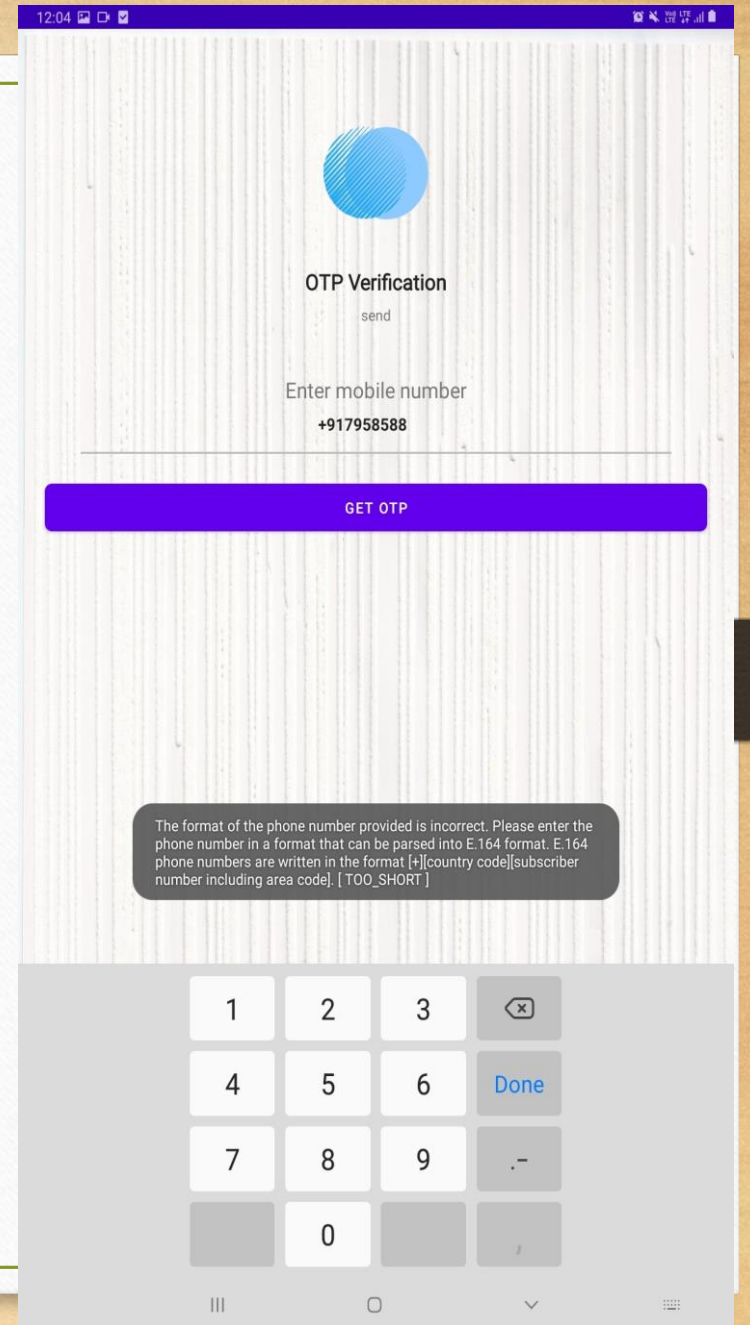 12:04
OTP Verification
send
Enter mobile number
+917958588
GET OTP
The format of the phone number provided is incorrect. Please enter the
phone number in a format that can be parsed into E.164 format. E.164
phone numbers are written in the format [+][country code][subscriber
number including area code]. [ TOO_SHORT ]
1 2 3
4 5 6 Done
7 8 9 .-
0 ,